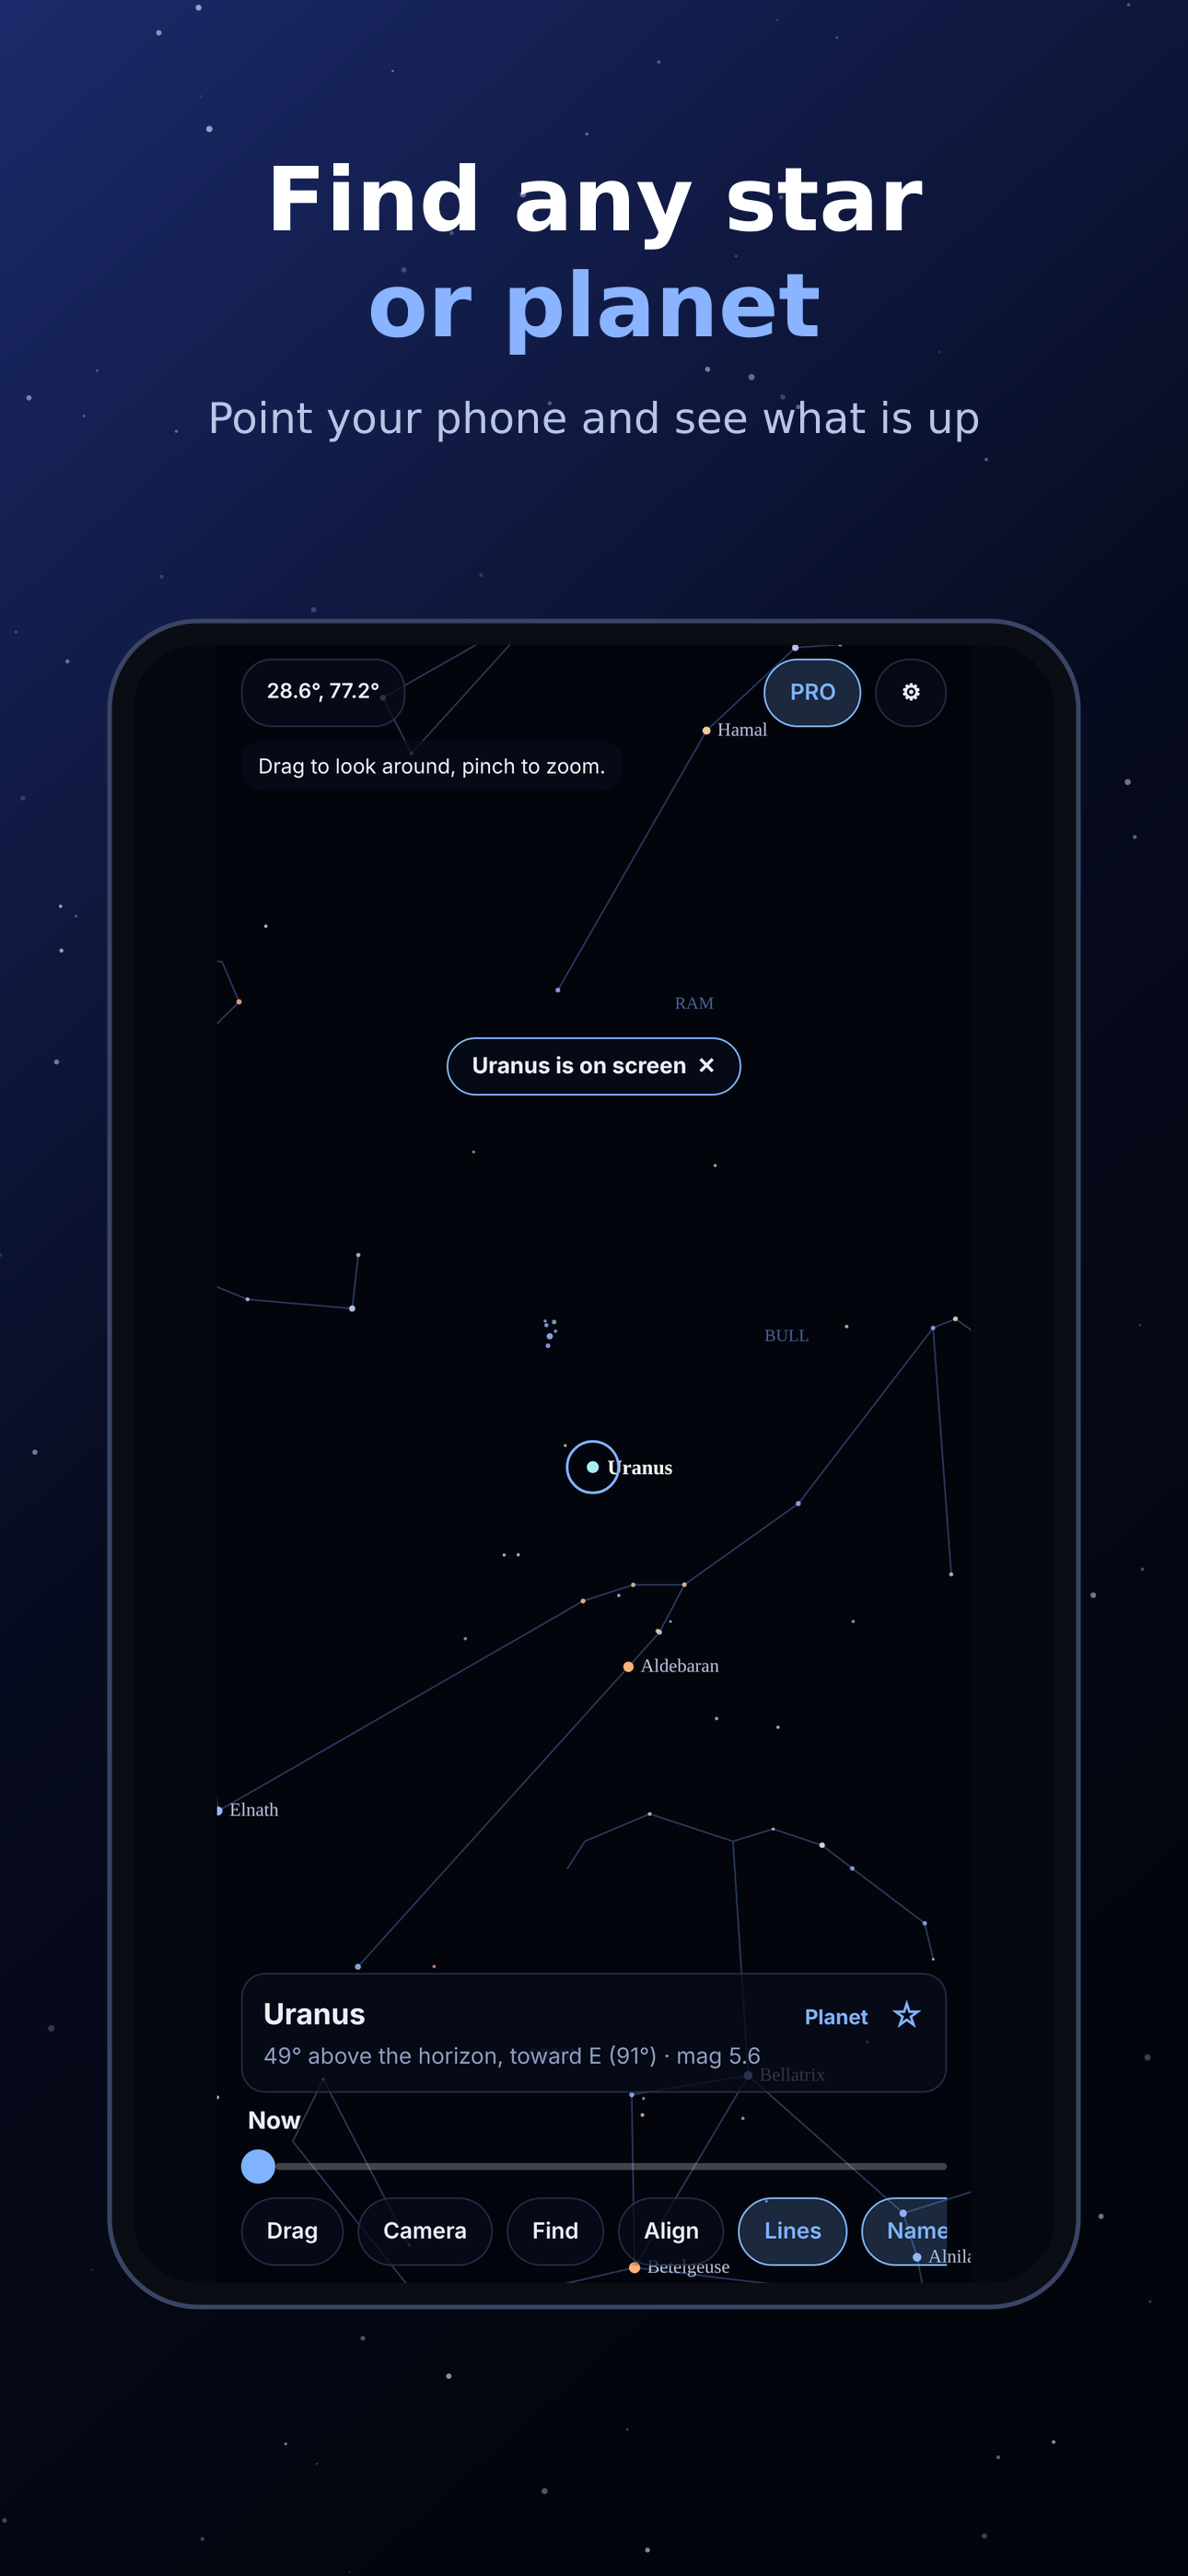 Find any star
or planet
Point your phone and see what is up
28.6°, 77.2°
PRO
Hamal
Drag to look around, pinch to zoom.
RAM
Uranus is on screen ✕
BULL
Uranus
Aldebaran
Elnath
Uranus
Planet
49° above the horizon, toward E (91°) · mag 5.6
Bellatrix
Now
Drag
Camera
Find
Align
Lines
Name
Alnila
Betelgeuse